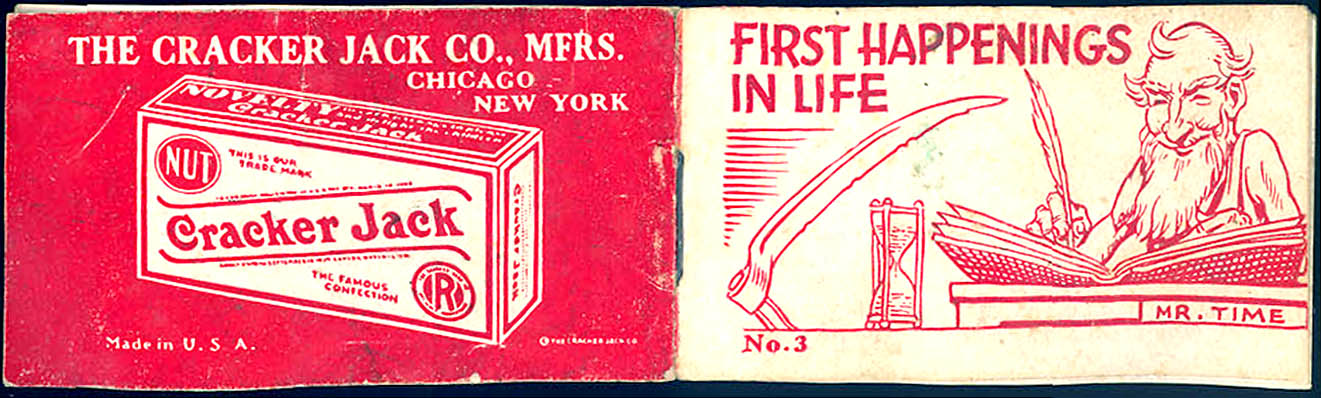 THE CRACKER JACK CO., MFRS.
CHICAGO
NEW YORK
NOVELTY
Cracker Jack
NUT
THIS IS OUR
TRADE MARK
Cracker Jack
THE FAMOUS
CONFECTION
CRACKER JACK
Made in U. S A.
© THE CRACKER JACK CO
FIRST HAPPENINGS
IN LIFE
MR. TIME
No. 3